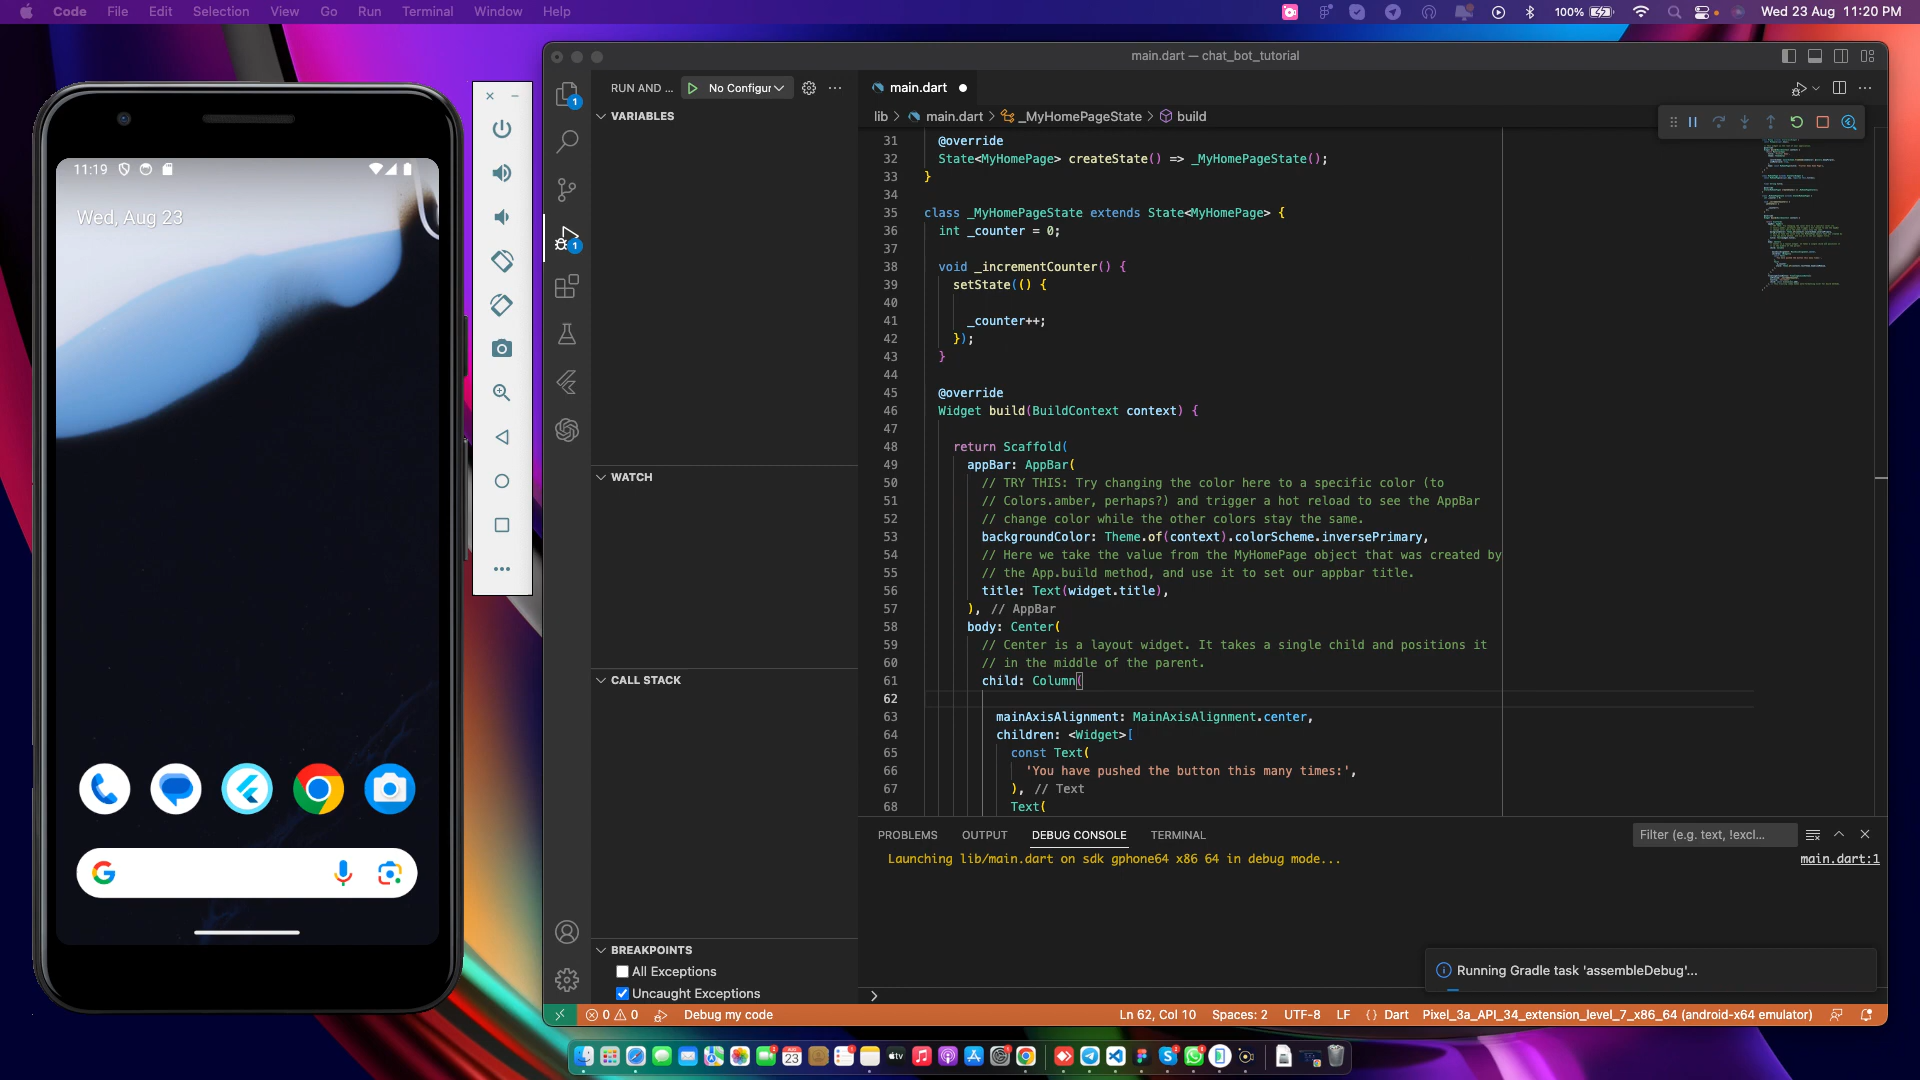 Code File Edit Selection View Go Run Terminal Window Help 100% Wed 23 Aug 11:20 PM
main.dart — chat_bot_tutorial
RUN AND ... No Configur
main.dart
VARIABLES
lib > main.dart > _MyHomePageState > build
11:19
Wed, Aug 23
31 @override
32 State<MyHomePage> createState() => _MyHomePageState();
33 }
34
35 class _MyHomePageState extends State<MyHomePage> {
36 int _counter = 0;
37
38 void _incrementCounter() {
39 setState(() {
40
41 _counter++;
42 });
43 }
44
45 @override
46 Widget build(BuildContext context) {
47
48 return Scaffold(
49 appBar: AppBar(
50 // TRY THIS: Try changing the color here to a specific color (to
51 // Colors.amber, perhaps?) and trigger a hot reload to see the AppBar
52 // change color while the other colors stay the same.
53 backgroundColor: Theme.of(context).colorScheme.inversePrimary,
54 // Here we take the value from the MyHomePage object that was created by
55 // the App.build method, and use it to set our appbar title.
56 title: Text(widget.title),
57 ), // AppBar
58 body: Center(
59 // Center is a layout widget. It takes a single child and positions it
60 // in the middle of the parent.
61 child: Column(
62
63 mainAxisAlignment: MainAxisAlignment.center,
64 children: <Widget>[
65 const Text(
66 'You have pushed the button this many times:',
67 ), // Text
68 Text(
WATCH
CALL STACK
BREAKPOINTS
All Exceptions
Uncaught Exceptions
PROBLEMS OUTPUT DEBUG CONSOLE TERMINAL Filter (e.g. text, !excl...
Launching lib/main.dart on sdk gphone64 x86 64 in debug mode... main.dart:1
Running Gradle task 'assembleDebug'...
0 0 Debug my code Ln 62, Col 10 Spaces: 2 UTF-8 LF {} Dart Pixel_3a_API_34_extension_level_7_x86_64 (android-x64 emulator)